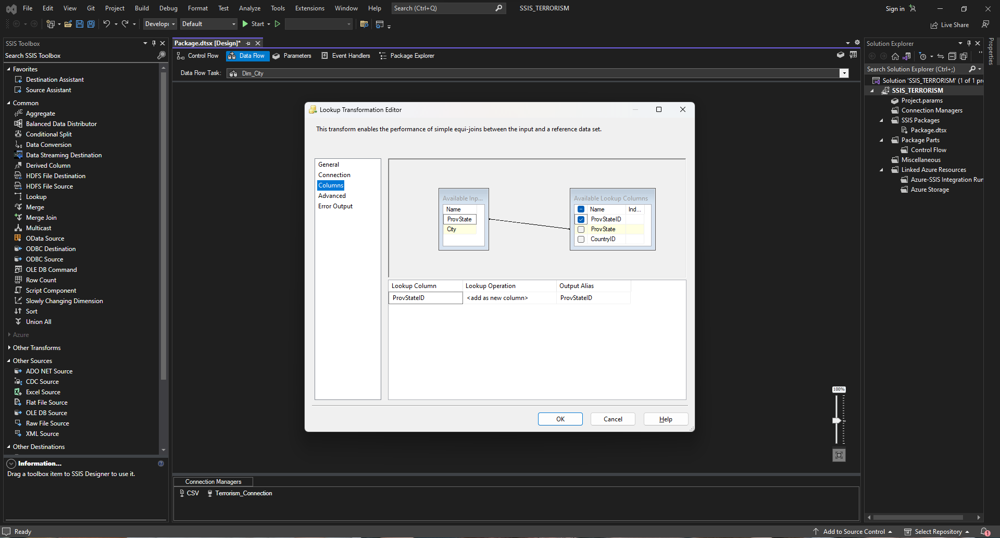 File Edit View Git Project Build Debug Format Test Analyze Tools Extensions Window Help Search (Ctrl+Q) SSIS_TERRORISM Sign in
Developı Default Start Live Share
SSIS Toolbox
Search SSIS Toolbox
Favorites
Destination Assistant
Source Assistant
Common
Aggregate
Balanced Data Distributor
Conditional Split
Data Conversion
Data Streaming Destination
Derived Column
HDFS File Destination
HDFS File Source
Lookup
Merge
Merge Join
Multicast
OData Source
ODBC Destination
ODBC Source
OLE DB Command
Row Count
Script Component
Slowly Changing Dimension
Sort
Union All
Azure
Other Transforms
Other Sources
ADO NET Source
CDC Source
Excel Source
Flat File Source
OLE DB Source
Raw File Source
XML Source
Other Destinations
Information...
Drag a toolbox item to SSIS Designer to use it.
Package.dtsx [Design]*
Control Flow Data Flow Parameters Event Handlers Package Explorer
Data Flow Task: Dim_City
Lookup Transformation Editor
This transform enables the performance of simple equi-joins between the input and a reference data set.
General
Connection
Columns
Advanced
Error Output
Available Inp...
Name
ProvState
City
Available Lookup Columns
Name Ind...
ProvStateID
ProvState
CountryID
Lookup Column Lookup Operation Output Alias
ProvStateID <add as new column> ProvStateID
OK Cancel Help
100%
Connection Managers
CSV Terrorism_Connection
Solution Explorer
Search Solution Explorer (Ctrl+;)
Solution 'SSIS_TERRORISM' (1 of 1 pr
SSIS_TERRORISM
Project.params
Connection Managers
SSIS Packages
Package.dtsx
Package Parts
Control Flow
Miscellaneous
Linked Azure Resources
Azure-SSIS Integration Run
Azure Storage
Properties
Ready Add to Source Control Select Repository 1